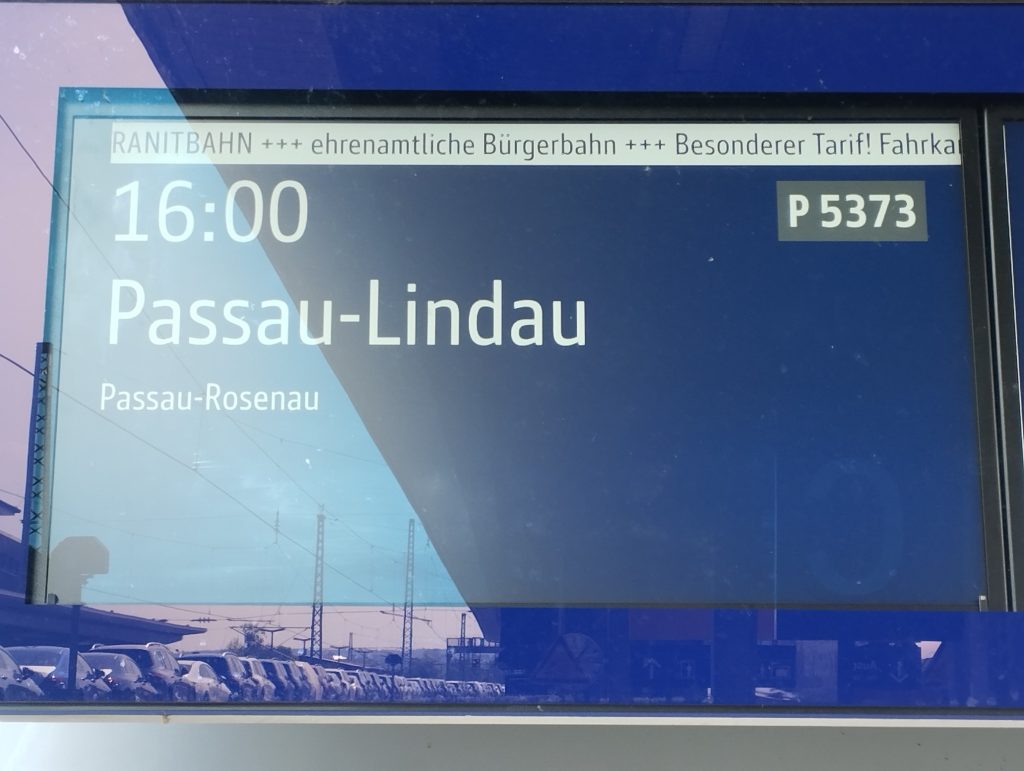 RANITBAHN +++ ehrenamtliche Bürgerbahn +++ Besonderer Tarif! Fahrka
16:00
P 5373
Passau-Lindau
Passau-Rosenau